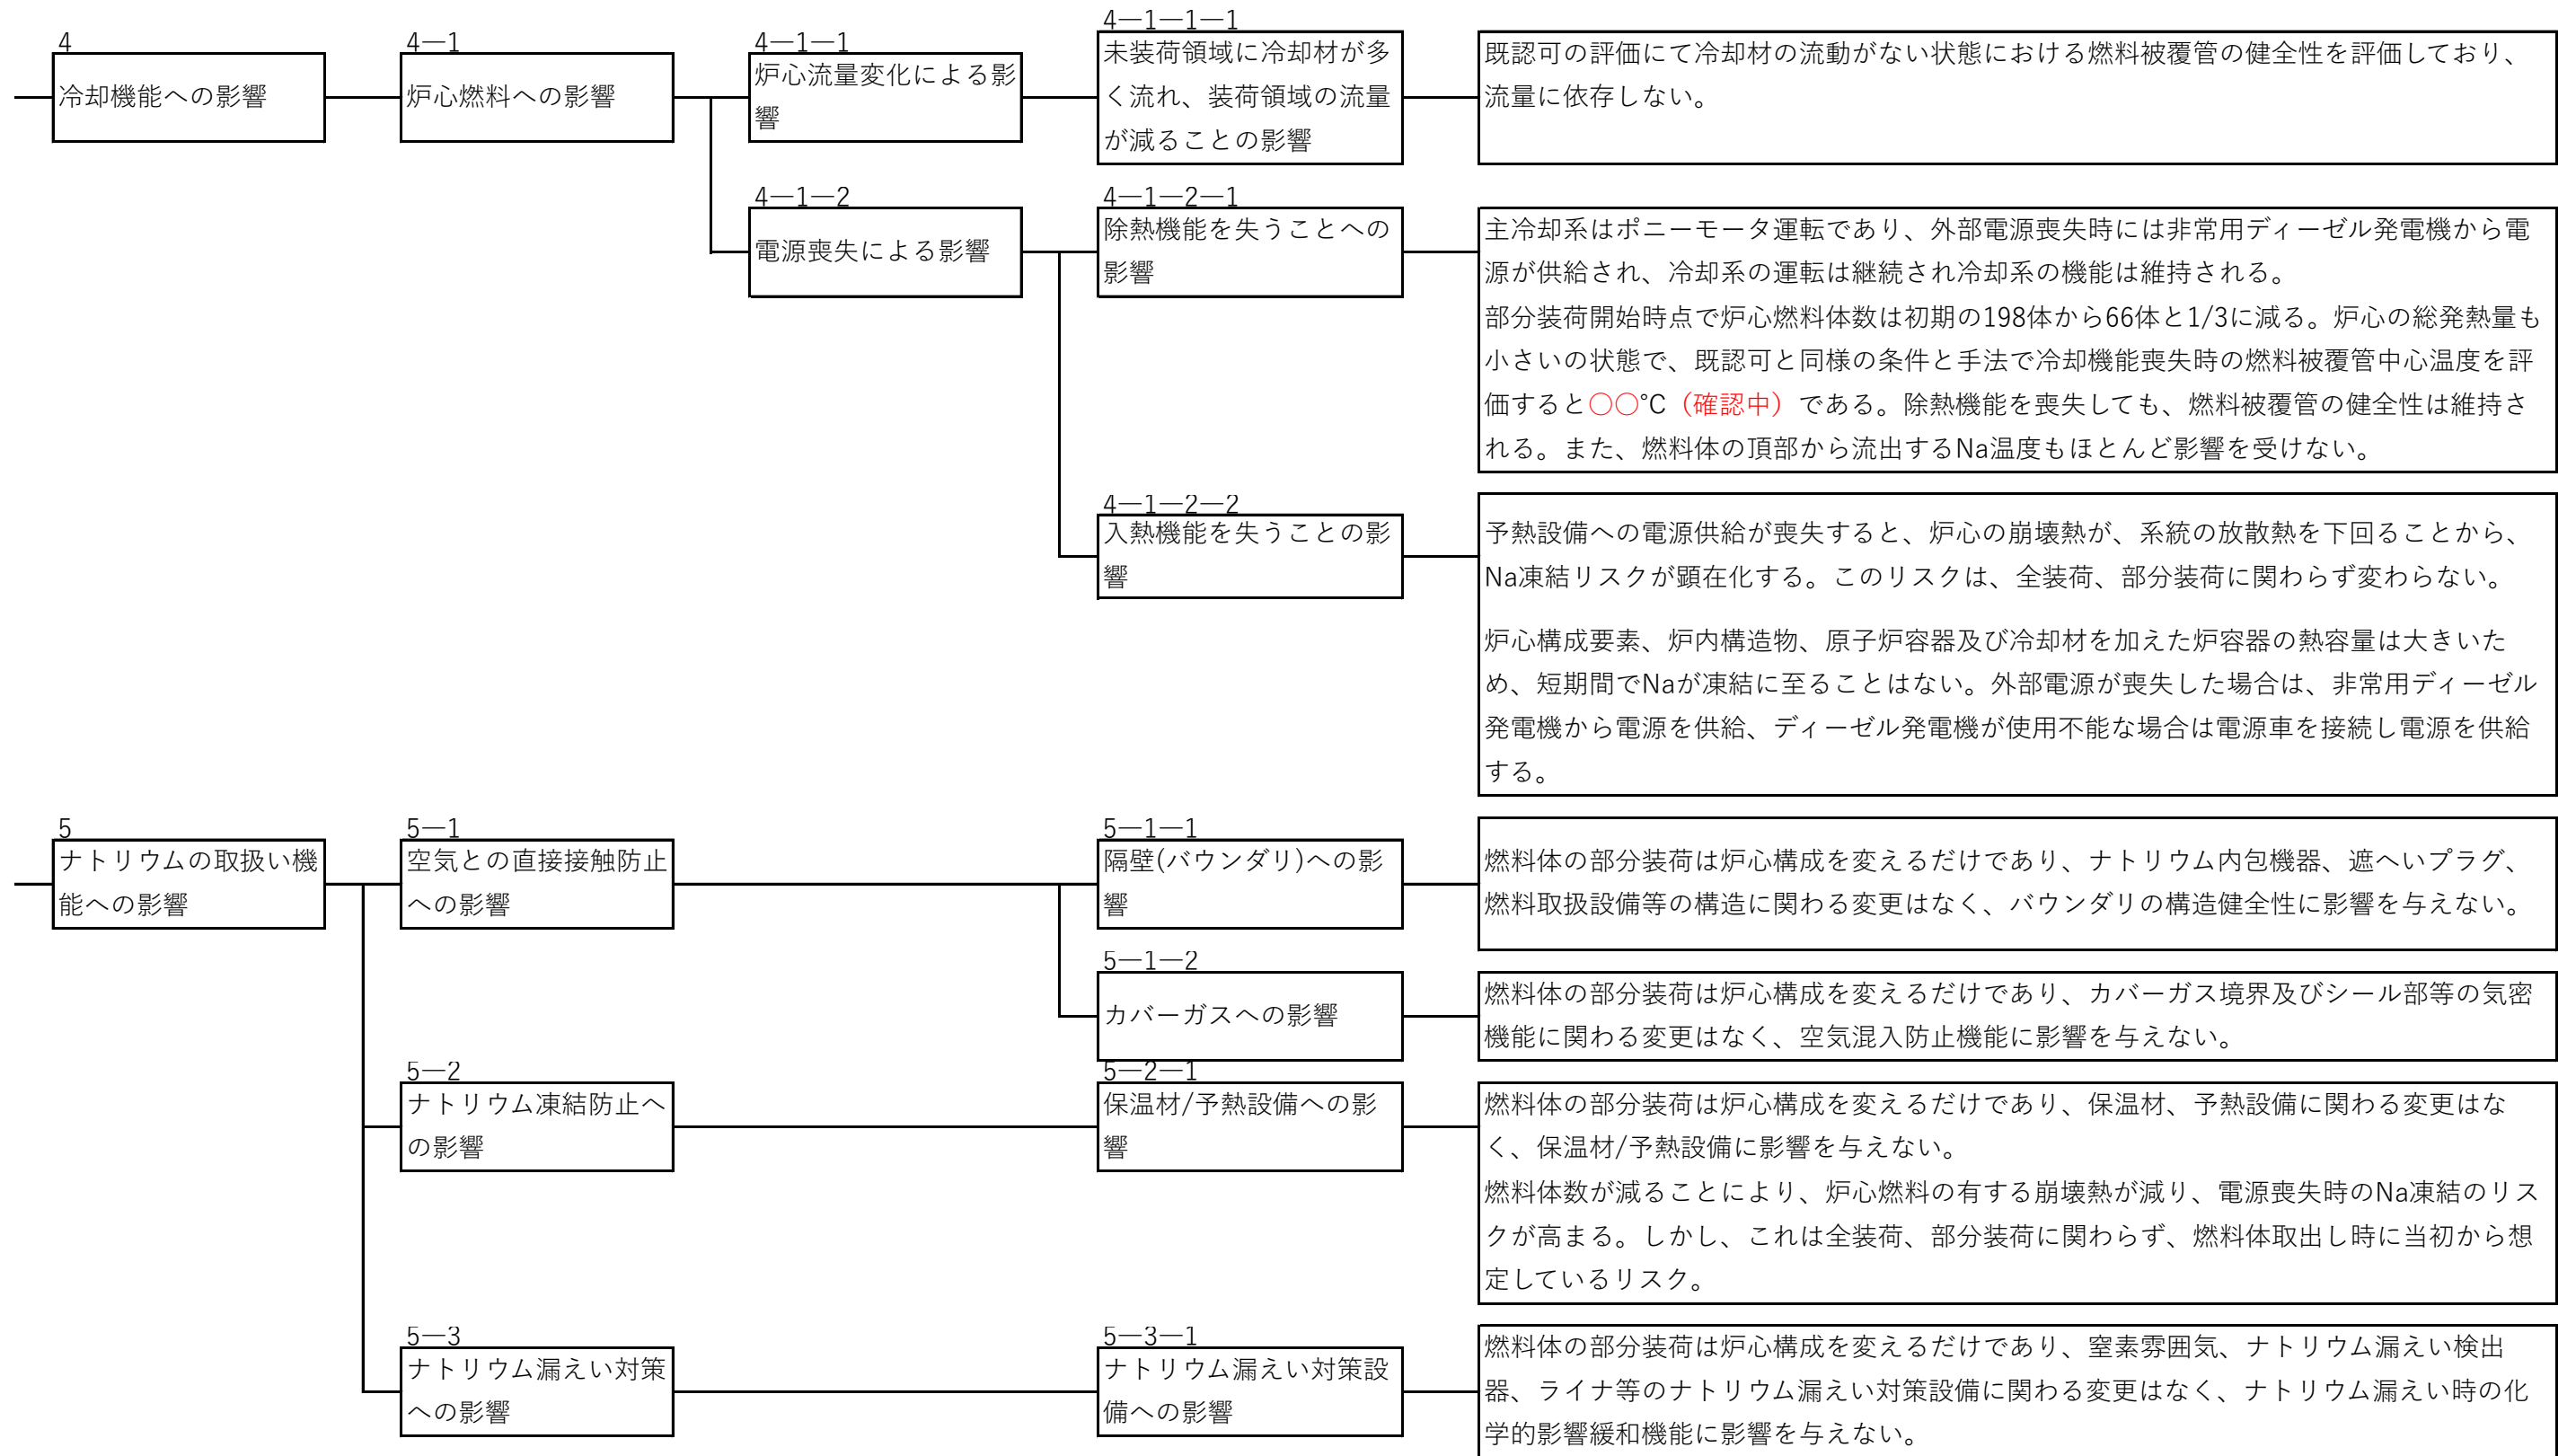 4
冷却機能への影響
4―1
炉心燃料への影響
4―1―1
炉心流量変化による影
響
4―1―1―1
未装荷領域に冷却材が多
く流れ、装荷領域の流量
が減ることの影響
既認可の評価にて冷却材の流動がない状態における燃料被覆管の健全性を評価しており、
流量に依存しない。
4―1―2
電源喪失による影響
4―1―2―1
除熱機能を失うことへの
影響
主冷却系はポニーモータ運転であり、外部電源喪失時には非常用ディーゼル発電機から電
源が供給され、冷却系の運転は継続され冷却系の機能は維持される。
部分装荷開始時点で炉心燃料体数は初期の198体から66体と1/3に減る。炉心の総発熱量も
小さいの状態で、既認可と同様の条件と手法で冷却機能喪失時の燃料被覆管中心温度を評
価すると○○℃（確認中）である。除熱機能を喪失しても、燃料被覆管の健全性は維持さ
れる。また、燃料体の頂部から流出するNa温度もほとんど影響を受けない。
4―1―2―2
入熱機能を失うことの影
響
予熱設備への電源供給が喪失すると、炉心の崩壊熱が、系統の放散熱を下回ることから、
Na凍結リスクが顕在化する。このリスクは、全装荷、部分装荷に関わらず変わらない。
炉心構成要素、炉内構造物、原子炉容器及び冷却材を加えた炉容器の熱容量は大きいた
め、短期間でNaが凍結に至ることはない。外部電源が喪失した場合は、非常用ディーゼル
発電機から電源を供給、ディーゼル発電機が使用不能な場合は電源車を接続し電源を供給
する。
5
ナトリウムの取扱い機
能への影響
5―1
空気との直接接触防止
への影響
5―1―1
隔壁(バウンダリ)への影
響
燃料体の部分装荷は炉心構成を変えるだけであり、ナトリウム内包機器、遮へいプラグ、
燃料取扱設備等の構造に関わる変更はなく、バウンダリの構造健全性に影響を与えない。
5―1―2
カバーガスへの影響
燃料体の部分装荷は炉心構成を変えるだけであり、カバーガス境界及びシール部等の気密
機能に関わる変更はなく、空気混入防止機能に影響を与えない。
5―2
ナトリウム凍結防止へ
の影響
5―2―1
保温材/予熱設備への影
響
燃料体の部分装荷は炉心構成を変えるだけであり、保温材、予熱設備に関わる変更はな
く、保温材/予熱設備に影響を与えない。
燃料体数が減ることにより、炉心燃料の有する崩壊熱が減り、電源喪失時のNa凍結のリス
クが高まる。しかし、これは全装荷、部分装荷に関わらず、燃料体取出し時に当初から想
定しているリスク。
5―3
ナトリウム漏えい対策
への影響
5―3―1
ナトリウム漏えい対策設
備への影響
燃料体の部分装荷は炉心構成を変えるだけであり、窒素雰囲気、ナトリウム漏えい検出
器、ライナ等のナトリウム漏えい対策設備に関わる変更はなく、ナトリウム漏えい時の化
学的影響緩和機能に影響を与えない。